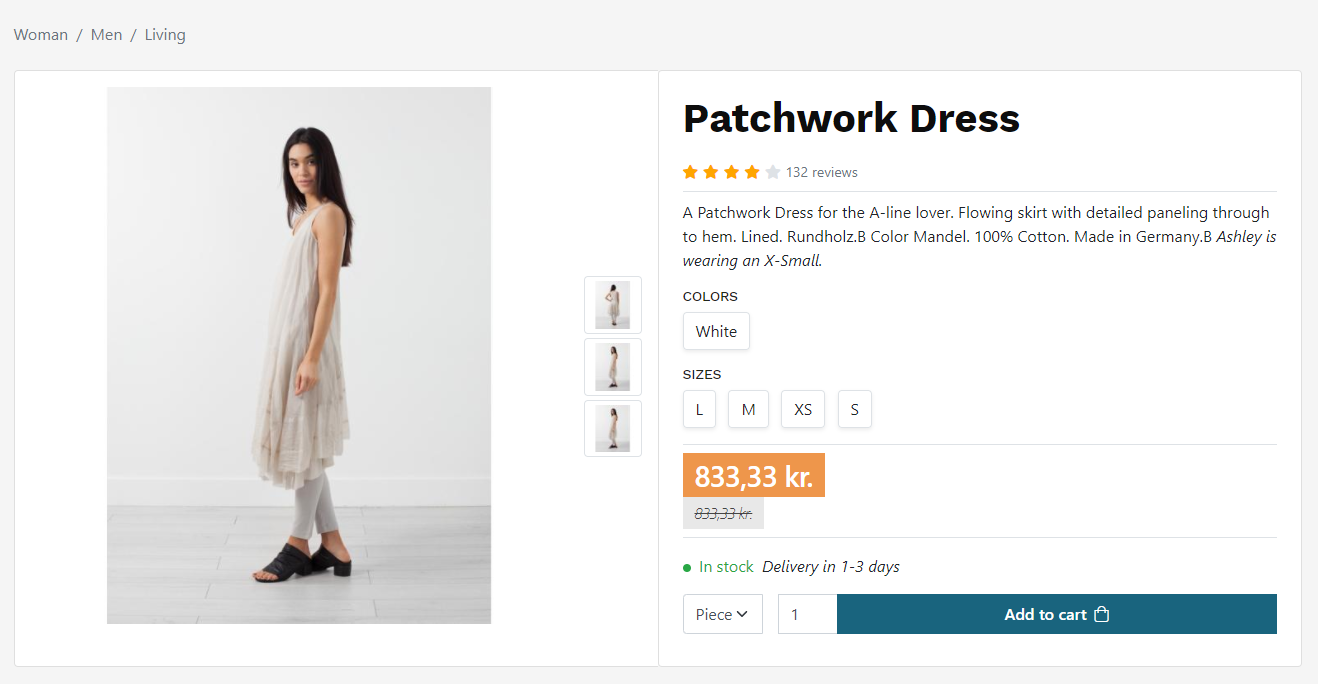 Woman / Men / Living
Patchwork Dress
132 reviews
A Patchwork Dress for the A-line lover. Flowing skirt with detailed paneling through
to hem. Lined. Rundholz.B Color Mandel. 100% Cotton. Made in Germany.B Ashley is
wearing an X-Small.
COLORS
White
SIZES
L M XS S
833,33 kr.
833,33 kr.
In stock Delivery in 1-3 days
Piece 1 Add to cart